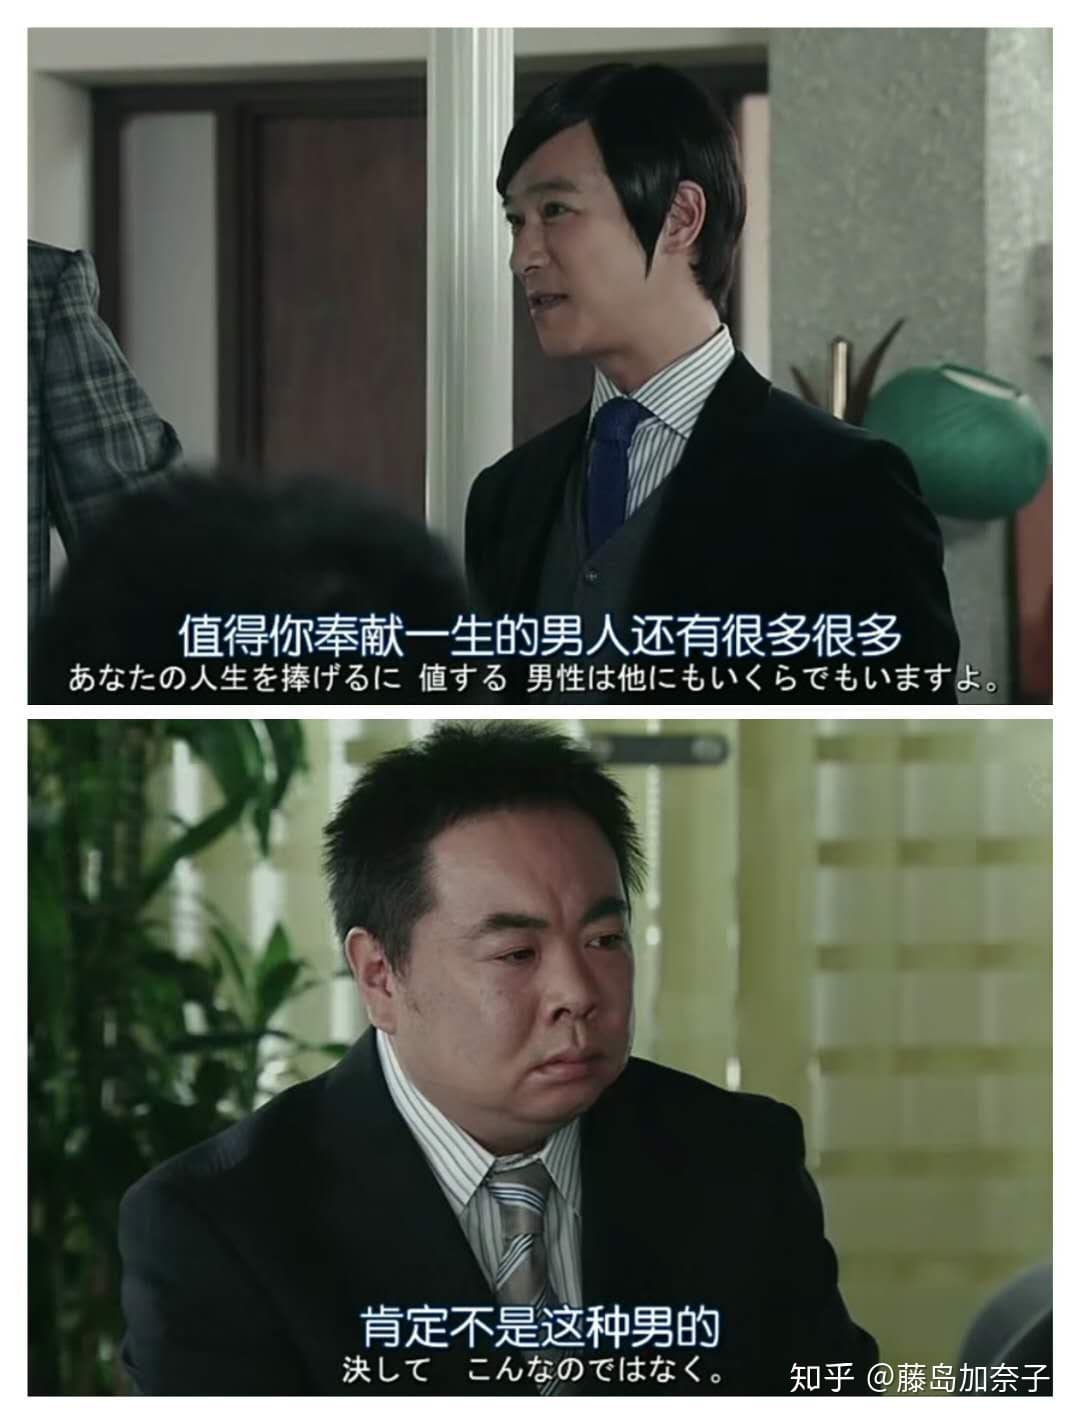 值得你奉献一生的男人还有很多很多
あなたの人生を捧げるに 値する 男性は他にもいくらでもいますよ。
肯定不是这种男的
決して こんなのではなく。
知乎 @藤岛加奈子